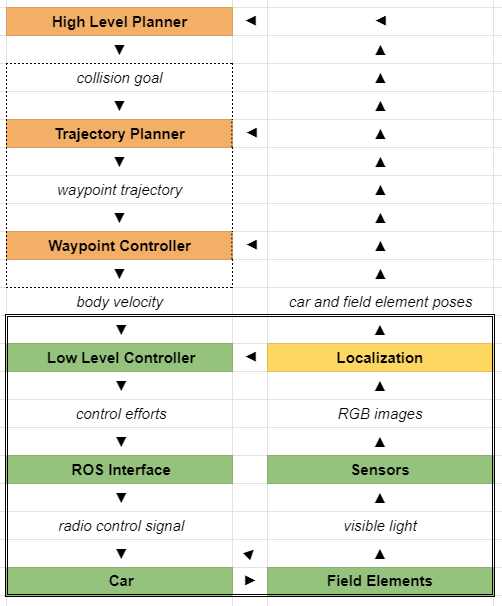 High Level Planner
collision goal
Trajectory Planner
waypoint trajectory
Waypoint Controller
body velocity
car and field element poses
Low Level Controller
Localization
control efforts
RGB images
ROS Interface
Sensors
radio control signal
visible light
Car
Field Elements